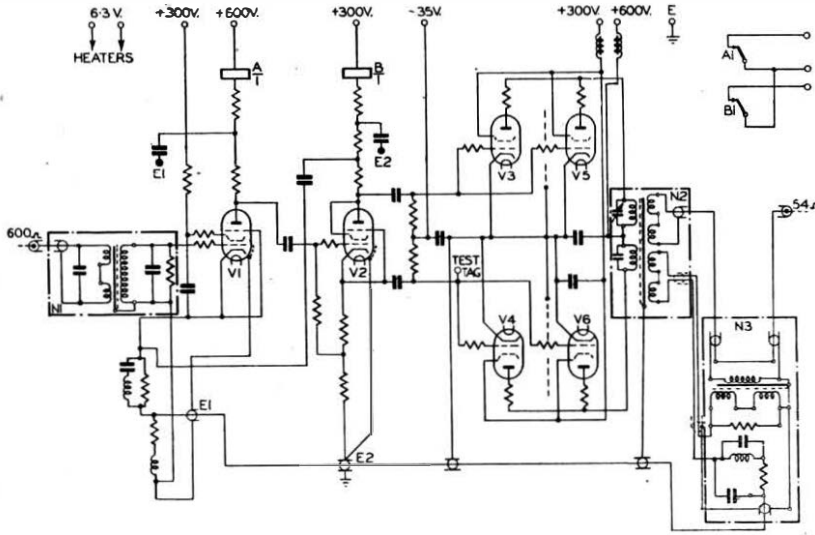 6·3 V.
+300V. +600V.
+300V.
-35V.
+300V. +600V.
E
HEATERS
A/1
B/1
A1
B1
E1
E2
V3
V5
N2
600Ω
54Ω
V1
V2
TEST TAG
N1
V4
V6
N3
E1
E2